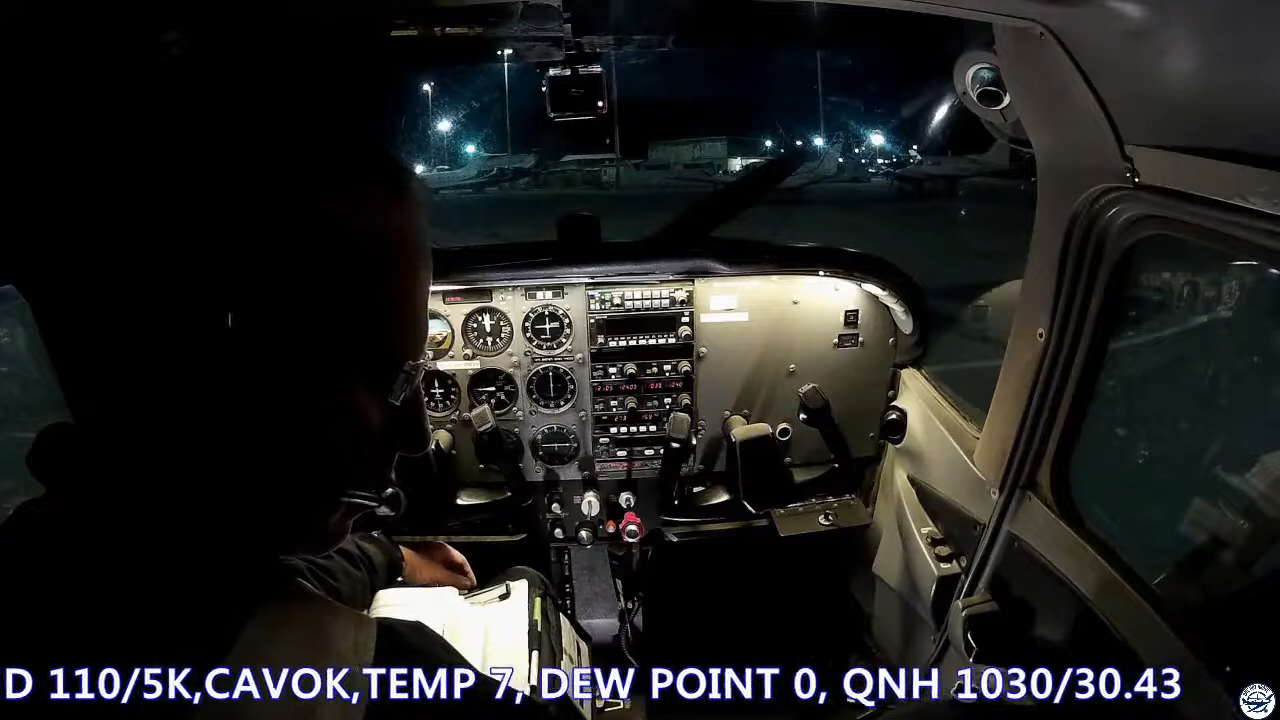 D 110/5K,CAVOK,TEMP 7, DEW POINT 0, QNH 1030/30.43